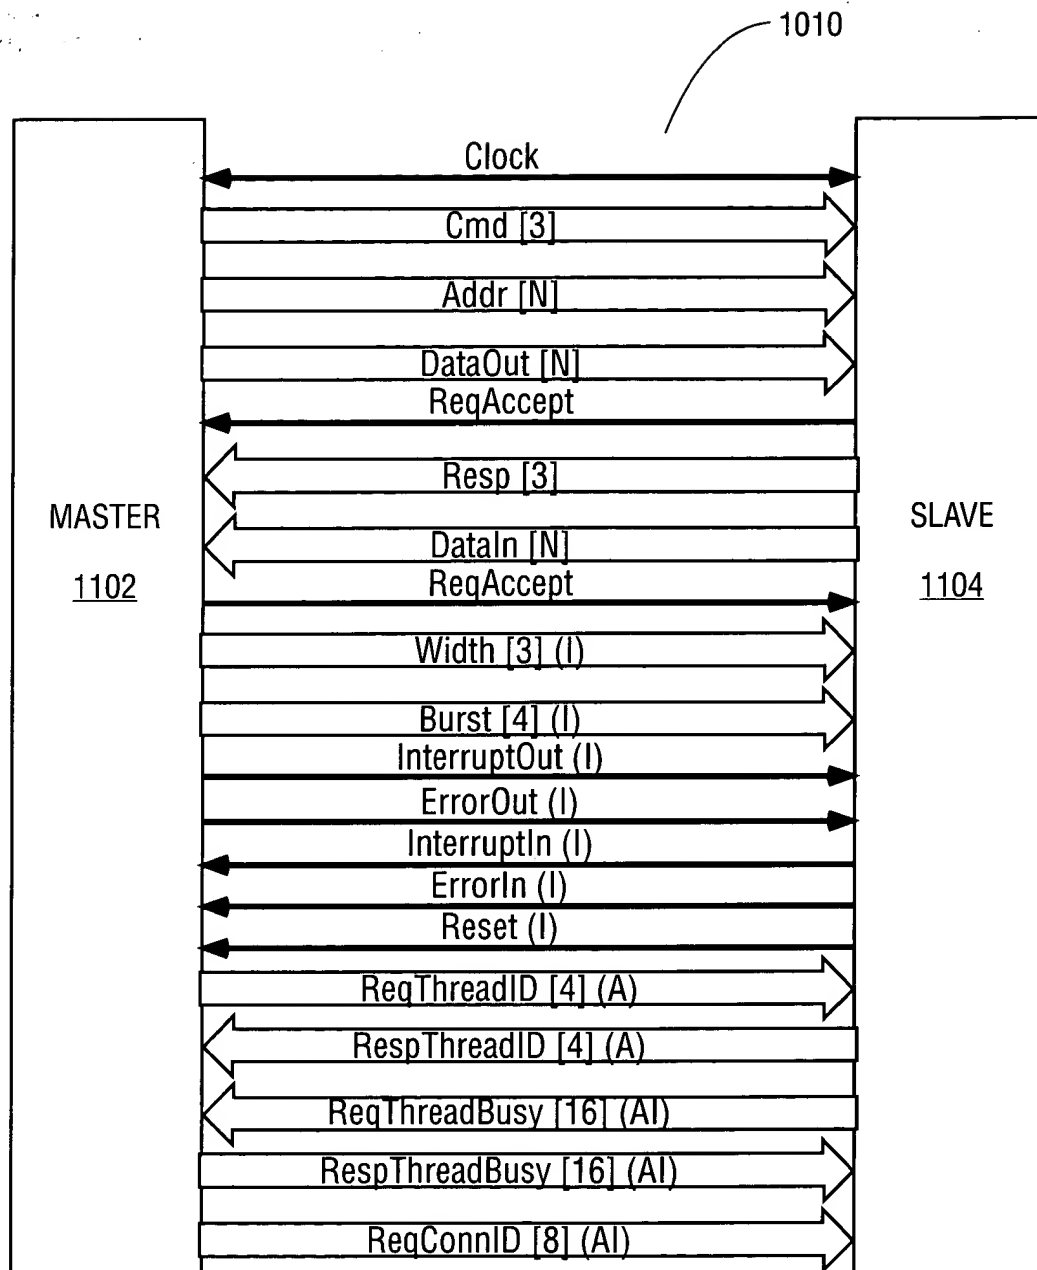 1010
Clock
Cmd [3]
Addr [N]
DataOut [N]
ReqAccept
Resp [3]
MASTER
SLAVE
DataIn [N]
1102
ReqAccept
1104
Width [3] (I)
Burst [4] (I)
InterruptOut (I)
ErrorOut (I)
InterruptIn (I)
ErrorIn (I)
Reset (I)
ReqThreadID [4] (A)
RespThreadID [4] (A)
ReqThreadBusy [16] (AI)
RespThreadBusy [16] (AI)
ReqConnID [8] (AI)